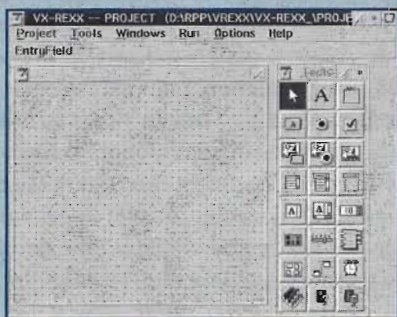 VX-REXX -- PROJECT (D:\RPP\VREXX\VX-REXX_\PROJE
Project Tools Windows Run Options Help
EntryField
Tools
A
A
A
A